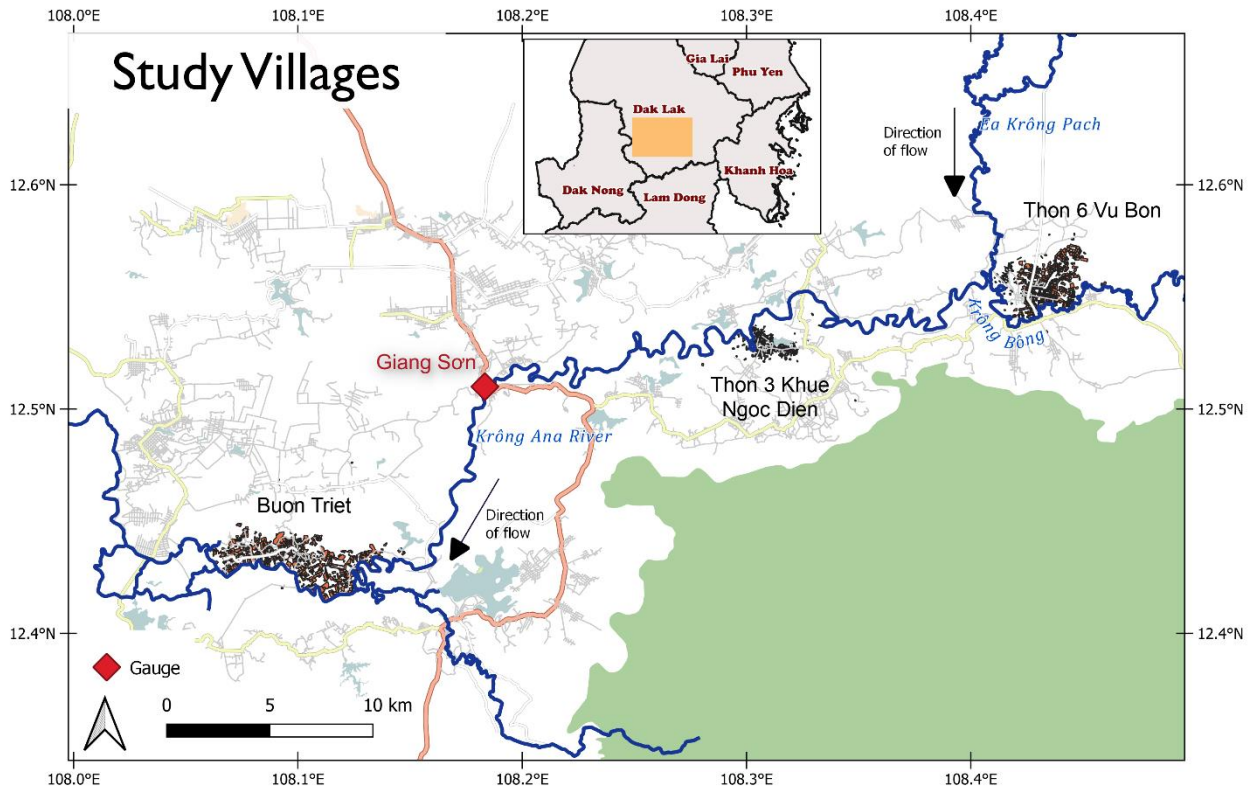 108.0°E
108.1°E
108.2°E
108.3°E
108.4°E
Study Villages
Gia Lai
Phu Yen
Dak Lak
Khanh Hoa
Dak Nong
Lam Dong
Direction
of flow
Ea Krông Pach
12.6°N
12.6°N
Thon 6 Vu Bon
Krông Bông
Giang Sơn
Thon 3 Khue
Ngoc Dien
12.5°N
12.5°N
Krông Ana River
Buon Triet
Direction
of flow
12.4°N
12.4°N
Gauge
0
5
10 km
108.0°E
108.1°E
108.2°E
108.3°E
108.4°E